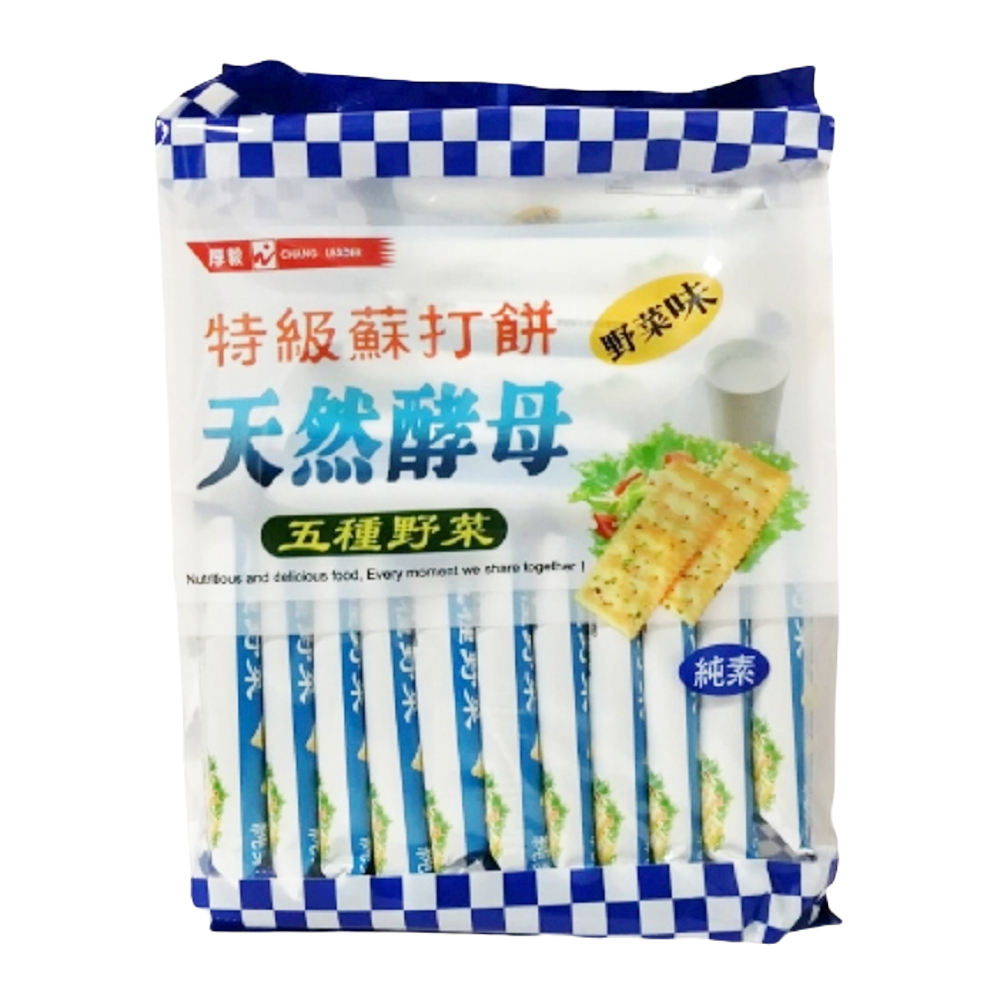 厚毅 CHANG LEADER
特級蘇打餅
野菜味
天然酵母
五種野菜
Nutritious and delicious food, Every moment we share together !
純素